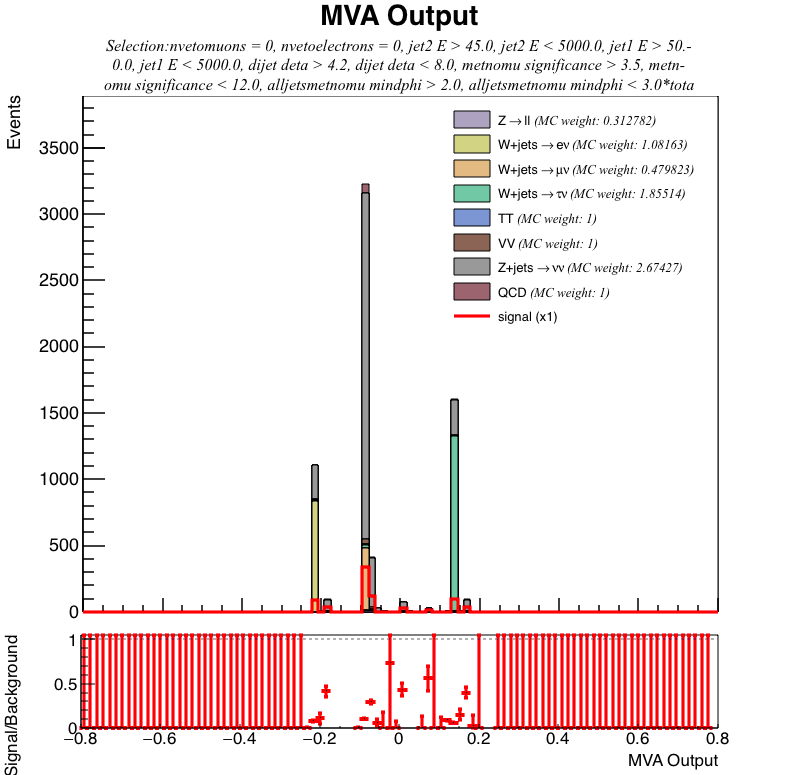 MVA Output
Selection:nvetomuons = 0, nvetoelectrons = 0, jet2 E > 45.0, jet2 E < 5000.0, jet1 E > 50.-
0.0, jet1 E < 5000.0, dijet deta > 4.2, dijet deta < 8.0, metnomu significance > 3.5, metn-
omu significance < 12.0, alljetsmetnomu mindphi > 2.0, alljetsmetnomu mindphi < 3.0*tota
Events
3500
3000
2500
2000
1500
1000
500
0
Z→ll (MC weight: 0.312782)
W+jets →eν (MC weight: 1.08163)
W+jets →μν (MC weight: 0.479823)
W+jets →τν (MC weight: 1.85514)
TT (MC weight: 1)
VV (MC weight: 1)
Z+jets →νν (MC weight: 2.67427)
QCD (MC weight: 1)
signal (x1)
Signal/Background
1
0.5
0
−0.8 −0.6 −0.4 −0.2 0 0.2 0.4 0.6 0.8
MVA Output